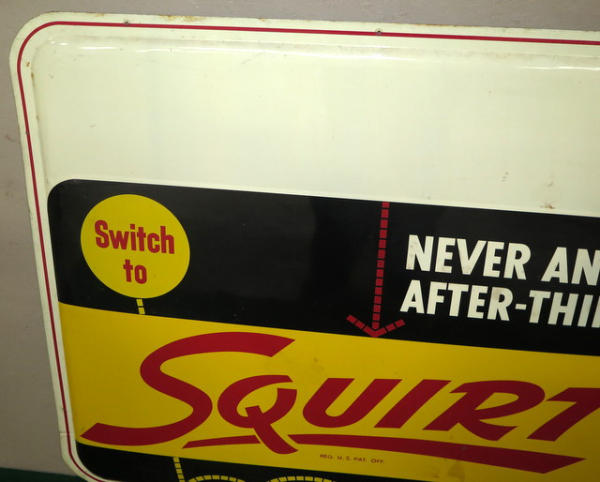 Switch
to
NEVER AN
AFTER-THI
SQUIRT
REG. U.S. PAT. OFF.